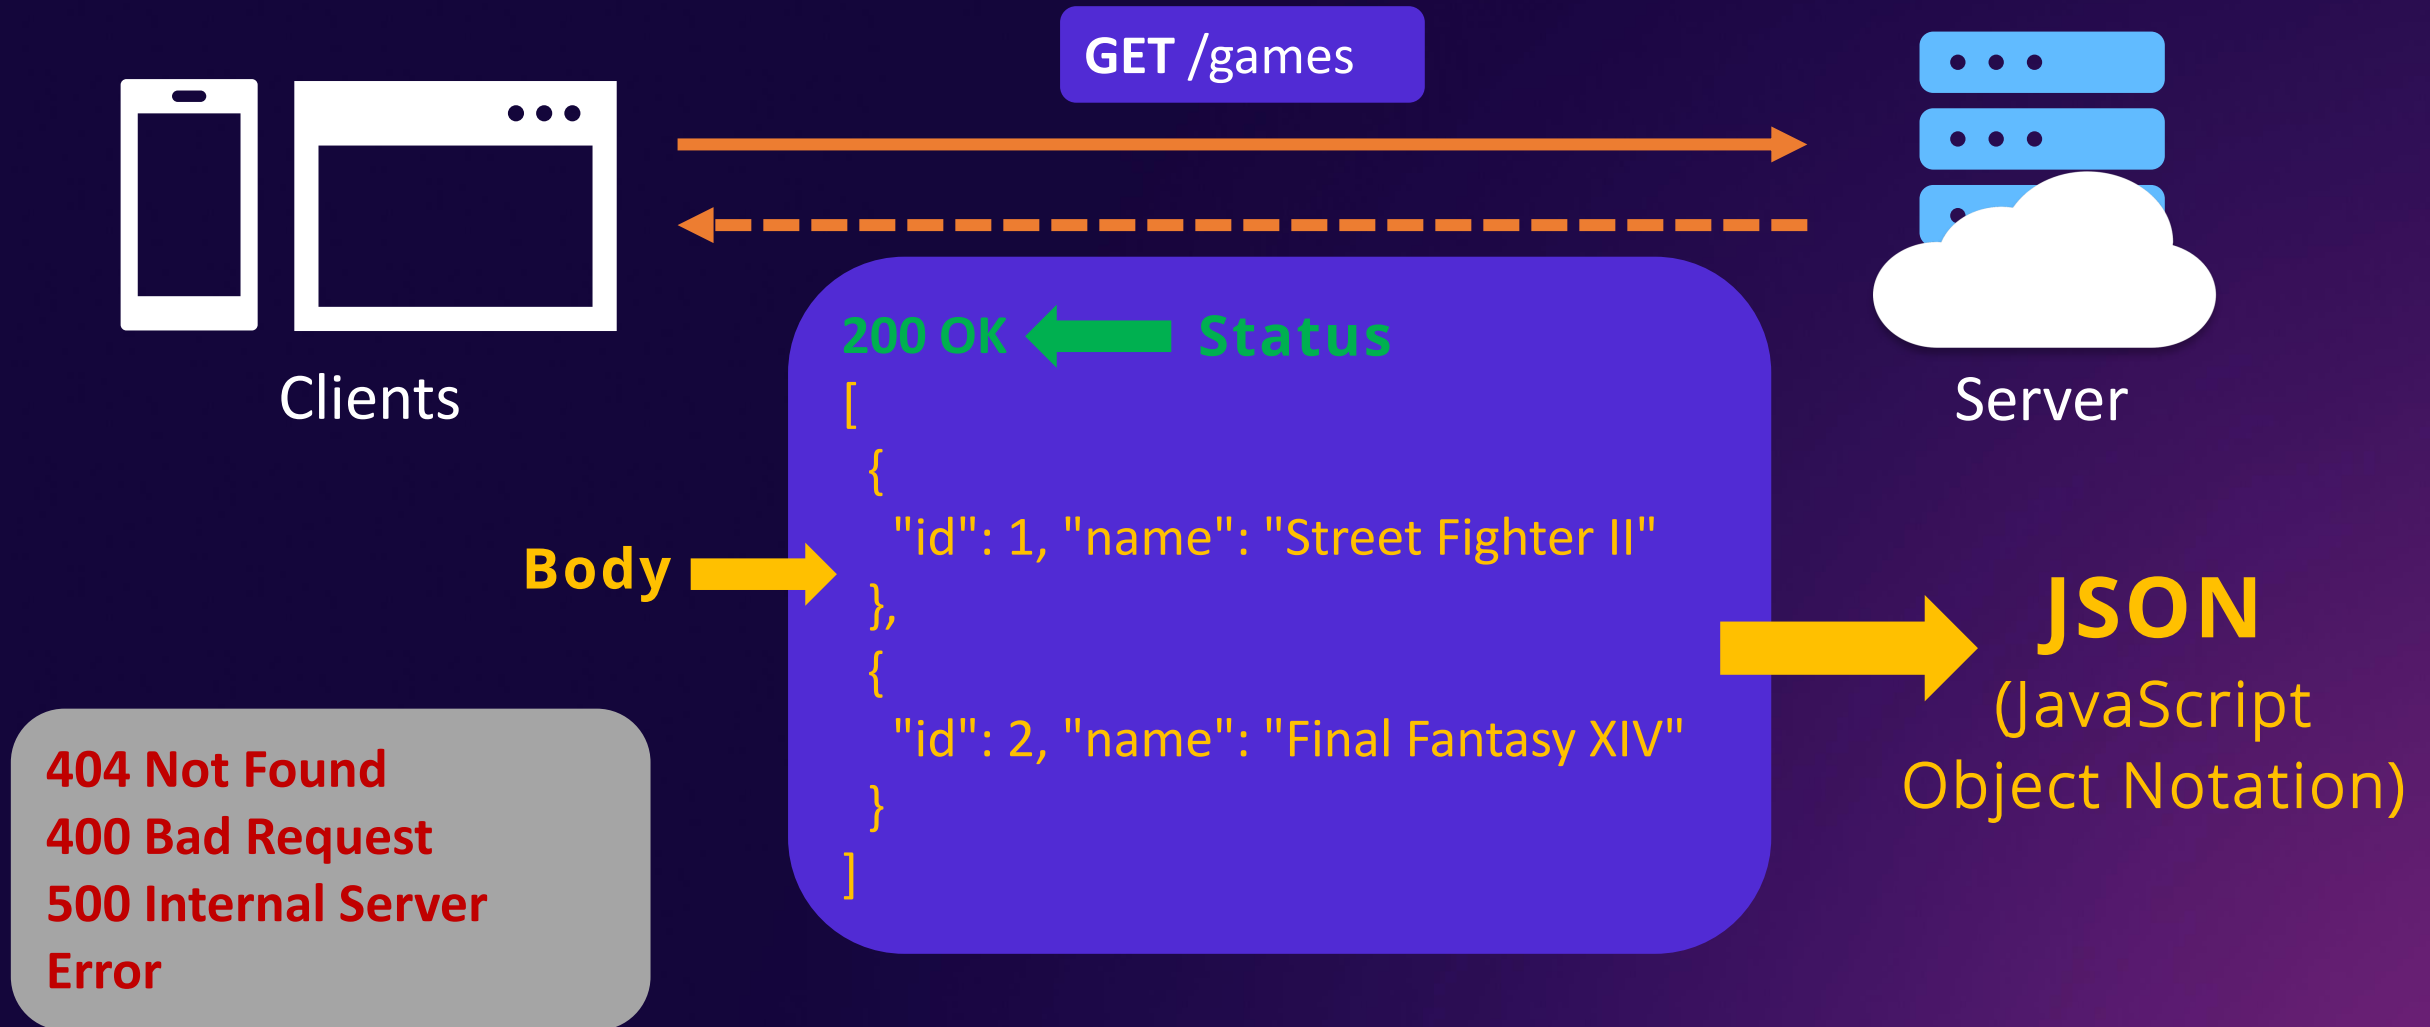 GET /games
Clients
Server
200 OK
Status
[
{
"id": 1, "name": "Street Fighter II"
},
{
"id": 2, "name": "Final Fantasy XIV"
}
]
Body
JSON
(JavaScript
Object Notation)
404 Not Found
400 Bad Request
500 Internal Server
Error